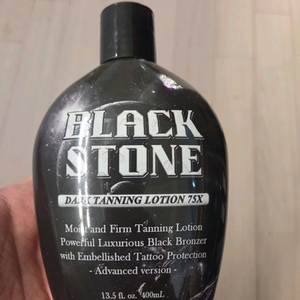 BLACK
STONE
DARK TANNING LOTION 75X
Moist and Firm Tanning Lotion
Powerful Luxurious Black Bronzer
with Embellished Tattoo Protection
- Advanced version -
13.5 fl. oz. 400mL